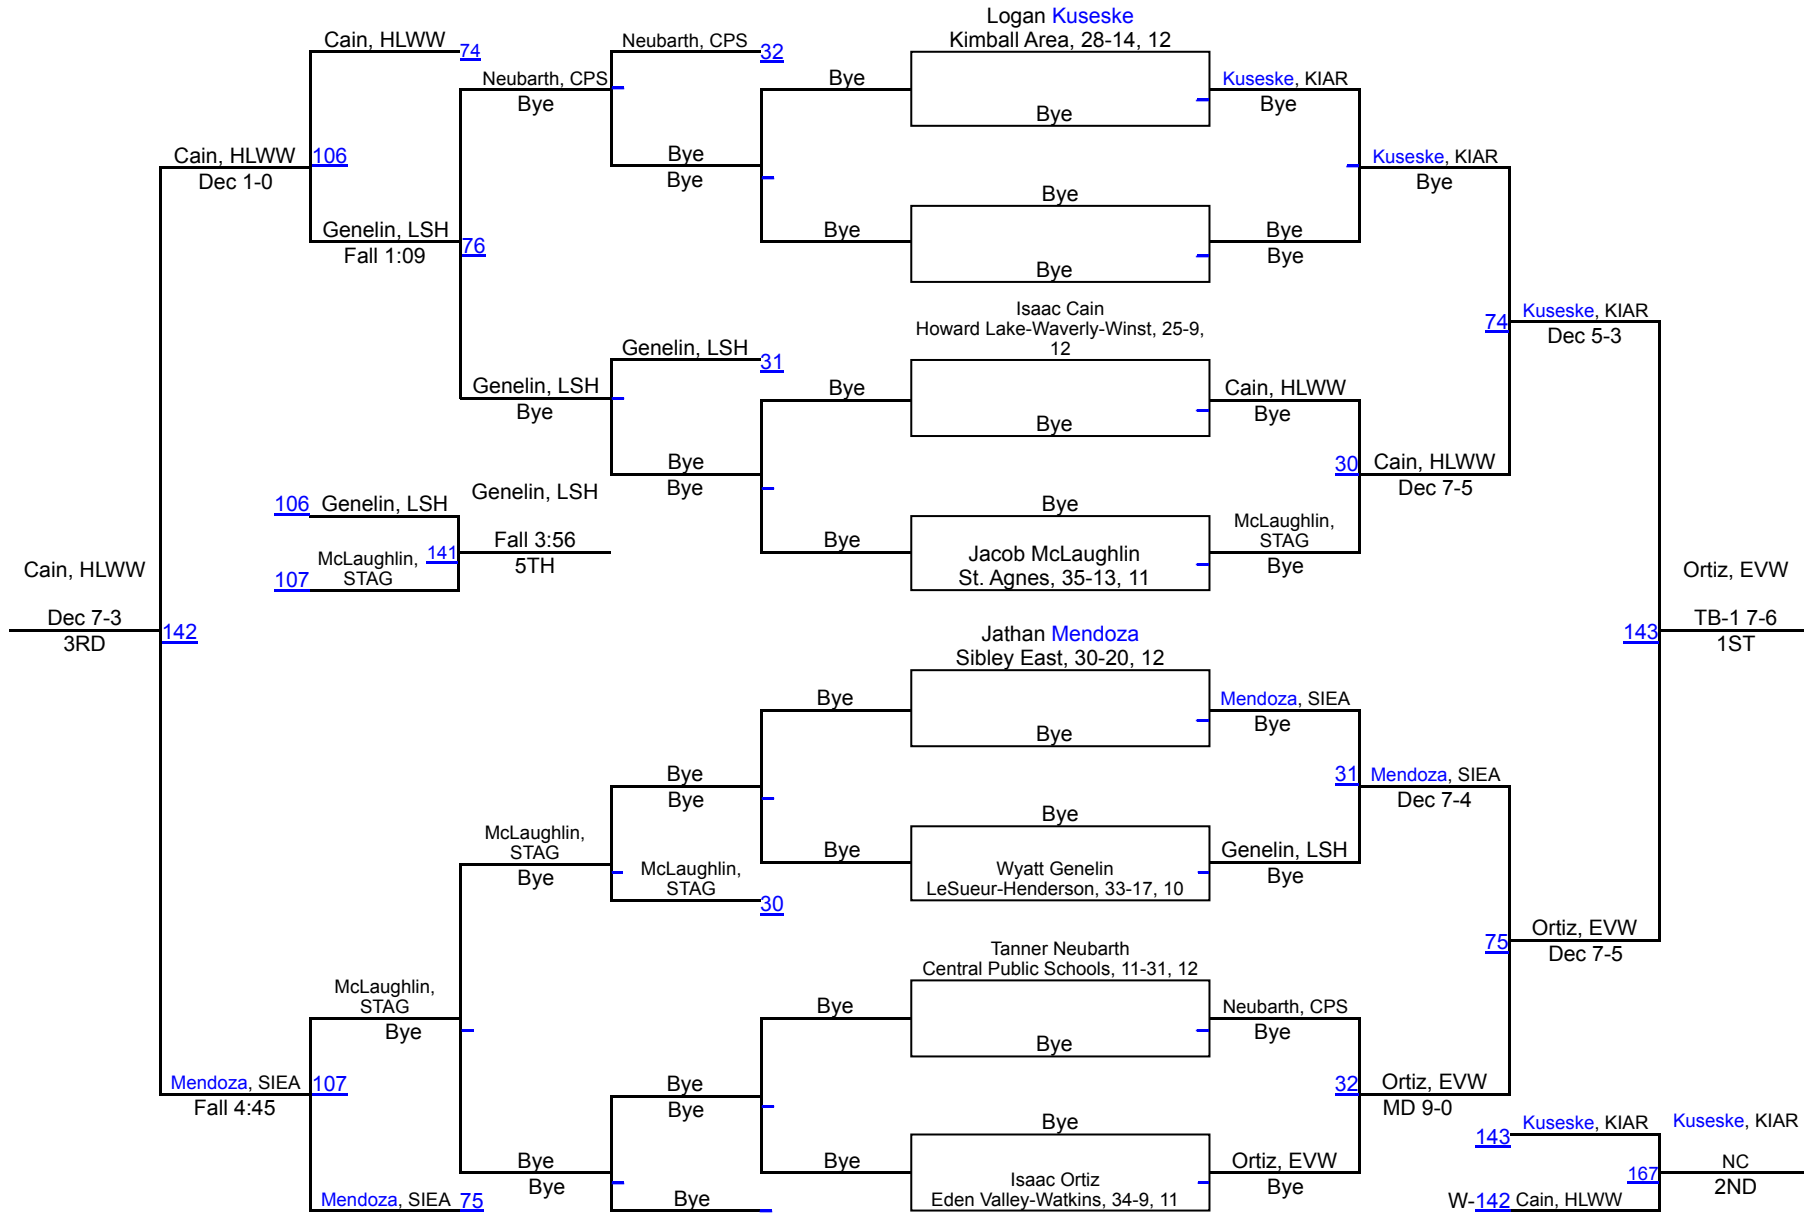 Logan Kuseske
Kimball Area, 28-14, 12
Cain, HLWW 74
Neubarth, CPS 32
Neubarth, CPS
Bye
Bye
Bye
Kuseske, KIAR
Bye
Cain, HLWW 106
Dec 1-0
Bye
Bye
Kuseske, KIAR
Bye
Genelin, LSH
Fall 1:09
76
Bye
Bye
Bye
Bye
Bye
Isaac Cain
Howard Lake-Waverly-Winst, 25-9,
12
74 Kuseske, KIAR
Dec 5-3
Genelin, LSH 31
Genelin, LSH
Bye
Bye
Bye
Cain, HLWW
Bye
Bye
Bye
30 Cain, HLWW
Dec 7-5
106 Genelin, LSH
Genelin, LSH
Bye
McLaughlin,
STAG
Bye
107 McLaughlin,
STAG
141
Fall 3:56
5TH
Bye
Jacob McLaughlin
St. Agnes, 35-13, 11
Cain, HLWW
Dec 7-3
3RD
142
Ortiz, EVW
143 TB-1 7-6
1ST
Jathan Mendoza
Sibley East, 30-20, 12
Bye
Bye
Mendoza, SIEA
Bye
Bye
Bye
31 Mendoza, SIEA
Dec 7-4
McLaughlin,
STAG
Bye
Bye
Bye
Genelin, LSH
Bye
McLaughlin,
STAG
30
Wyatt Genelin
LeSueur-Henderson, 33-17, 10
75 Ortiz, EVW
Dec 7-5
Tanner Neubarth
Central Public Schools, 11-31, 12
McLaughlin,
STAG
Bye
Bye
Bye
Neubarth, CPS
Bye
Mendoza, SIEA 107
Fall 4:45
Bye
Bye
32 Ortiz, EVW
MD 9-0
Bye
Bye
Bye
Bye
Isaac Ortiz
Eden Valley-Watkins, 34-9, 11
Ortiz, EVW
Bye
Mendoza, SIEA 75
Bye
143 Kuseske, KIAR
Kuseske, KIAR
167 NC
2ND
W-142 Cain, HLWW